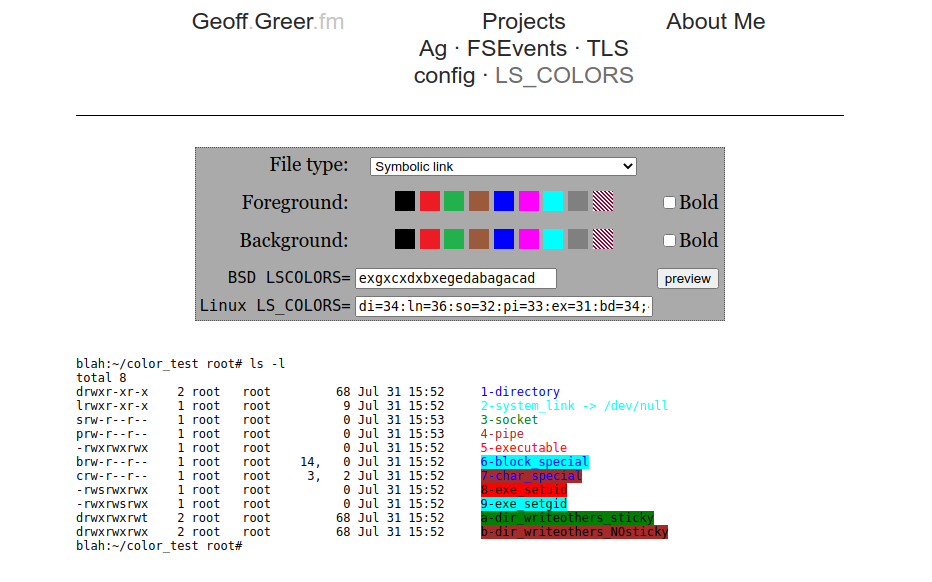 Geoff.Greer.fm
Projects
About Me
Ag · FSEvents · TLS
config · LS_COLORS
File type: Symbolic link
Foreground: Bold
Background: Bold
BSD LSCOLORS= exgxcxdxbxegedabagacad preview
Linux LS_COLORS= di=34:ln=36:so=32:pi=33:ex=31:bd=34;
blah:~/color_test root# ls -l
total 8
drwxr-xr-x 2 root root 68 Jul 31 15:52 1-directory
lrwxr-xr-x 1 root root 9 Jul 31 15:52 2-system_link -> /dev/null
srw-r--r-- 1 root root 0 Jul 31 15:53 3-socket
prw-r--r-- 1 root root 0 Jul 31 15:53 4-pipe
-rwxrwxrwx 1 root root 0 Jul 31 15:52 5-executable
brw-r--r-- 1 root root 14, 0 Jul 31 15:52 6-block_special
crw-r--r-- 1 root root 3, 2 Jul 31 15:52 7-char_special
-rwsrwxrwx 1 root root 0 Jul 31 15:52 8-exe_setuid
-rwxrwsrwx 1 root root 0 Jul 31 15:52 9-exe_setgid
drwxrwxrwt 2 root root 68 Jul 31 15:52 a-dir_writeothers_sticky
drwxrwxrwx 2 root root 68 Jul 31 15:52 b-dir_writeothers_NOsticky
blah:~/color_test root#